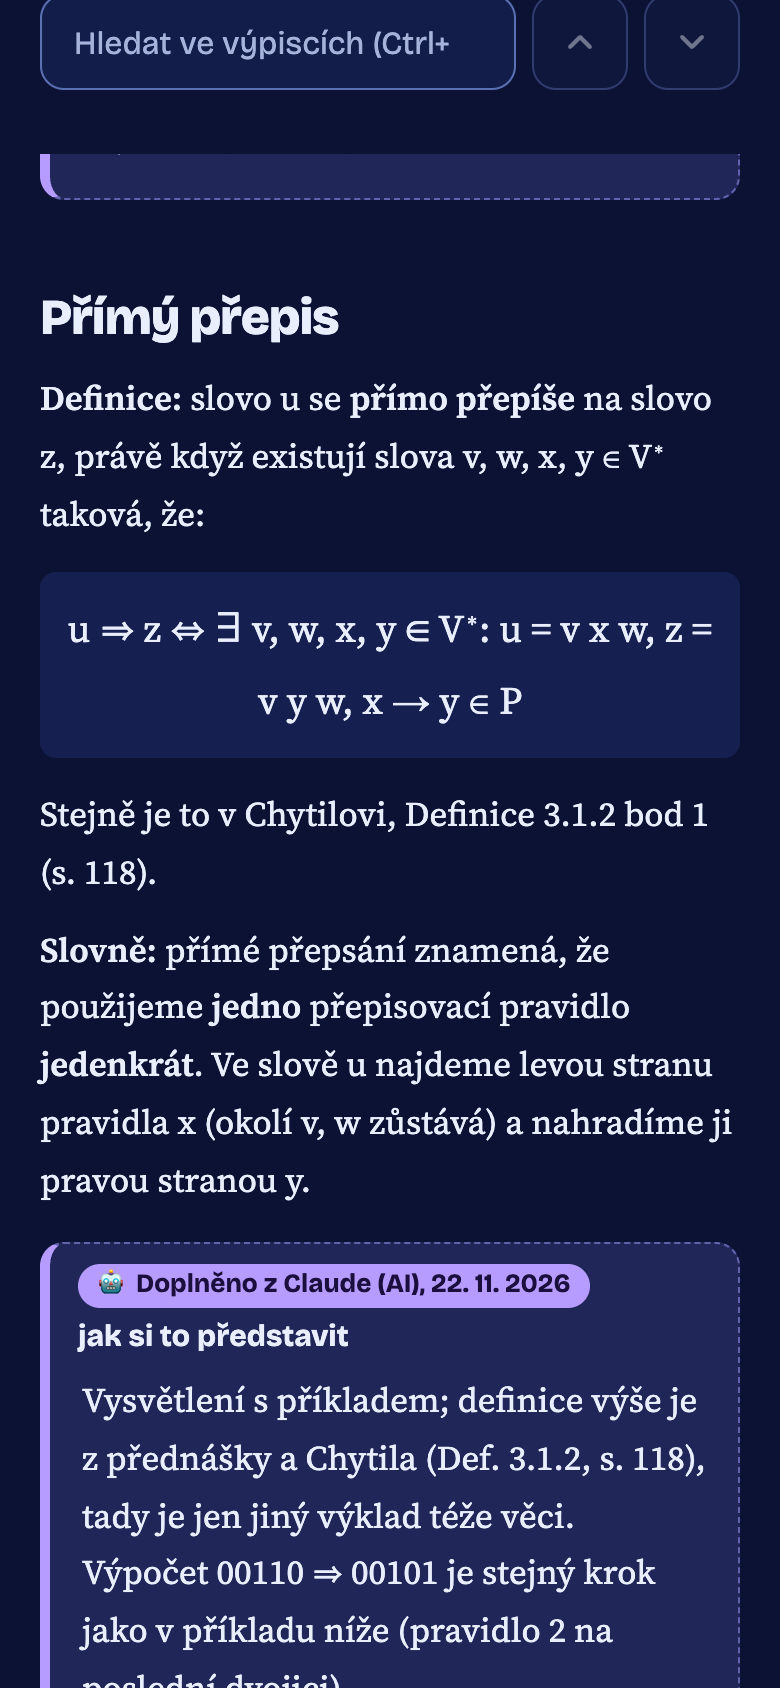 Hledat ve výpiscích (Ctrl+
Přímý přepis
Definice: slovo u se přímo přepíše na slovo
z, právě když existují slova v, w, x, y ∈ V*
taková, že:
u ⇒ z ⇔ ∃ v, w, x, y ∈ V*: u = v x w, z =
v y w, x → y ∈ P
Stejně je to v Chytilovi, Definice 3.1.2 bod 1
(s. 118).
Slovně: přímé přepsání znamená, že
použijeme jedno přepisovací pravidlo
jedenkrát. Ve slově u najdeme levou stranu
pravidla x (okolí v, w zůstává) a nahradíme ji
pravou stranou y.
🤖 Doplněno z Claude (AI), 22. 11. 2026
jak si to představit
Vysvětlení s příkladem; definice výše je
z přednášky a Chytila (Def. 3.1.2, s. 118),
tady je jen jiný výklad téže věci.
Výpočet 00110 ⇒ 00101 je stejný krok
jako v příkladu níže (pravidlo 2 na
poslední dvojici)